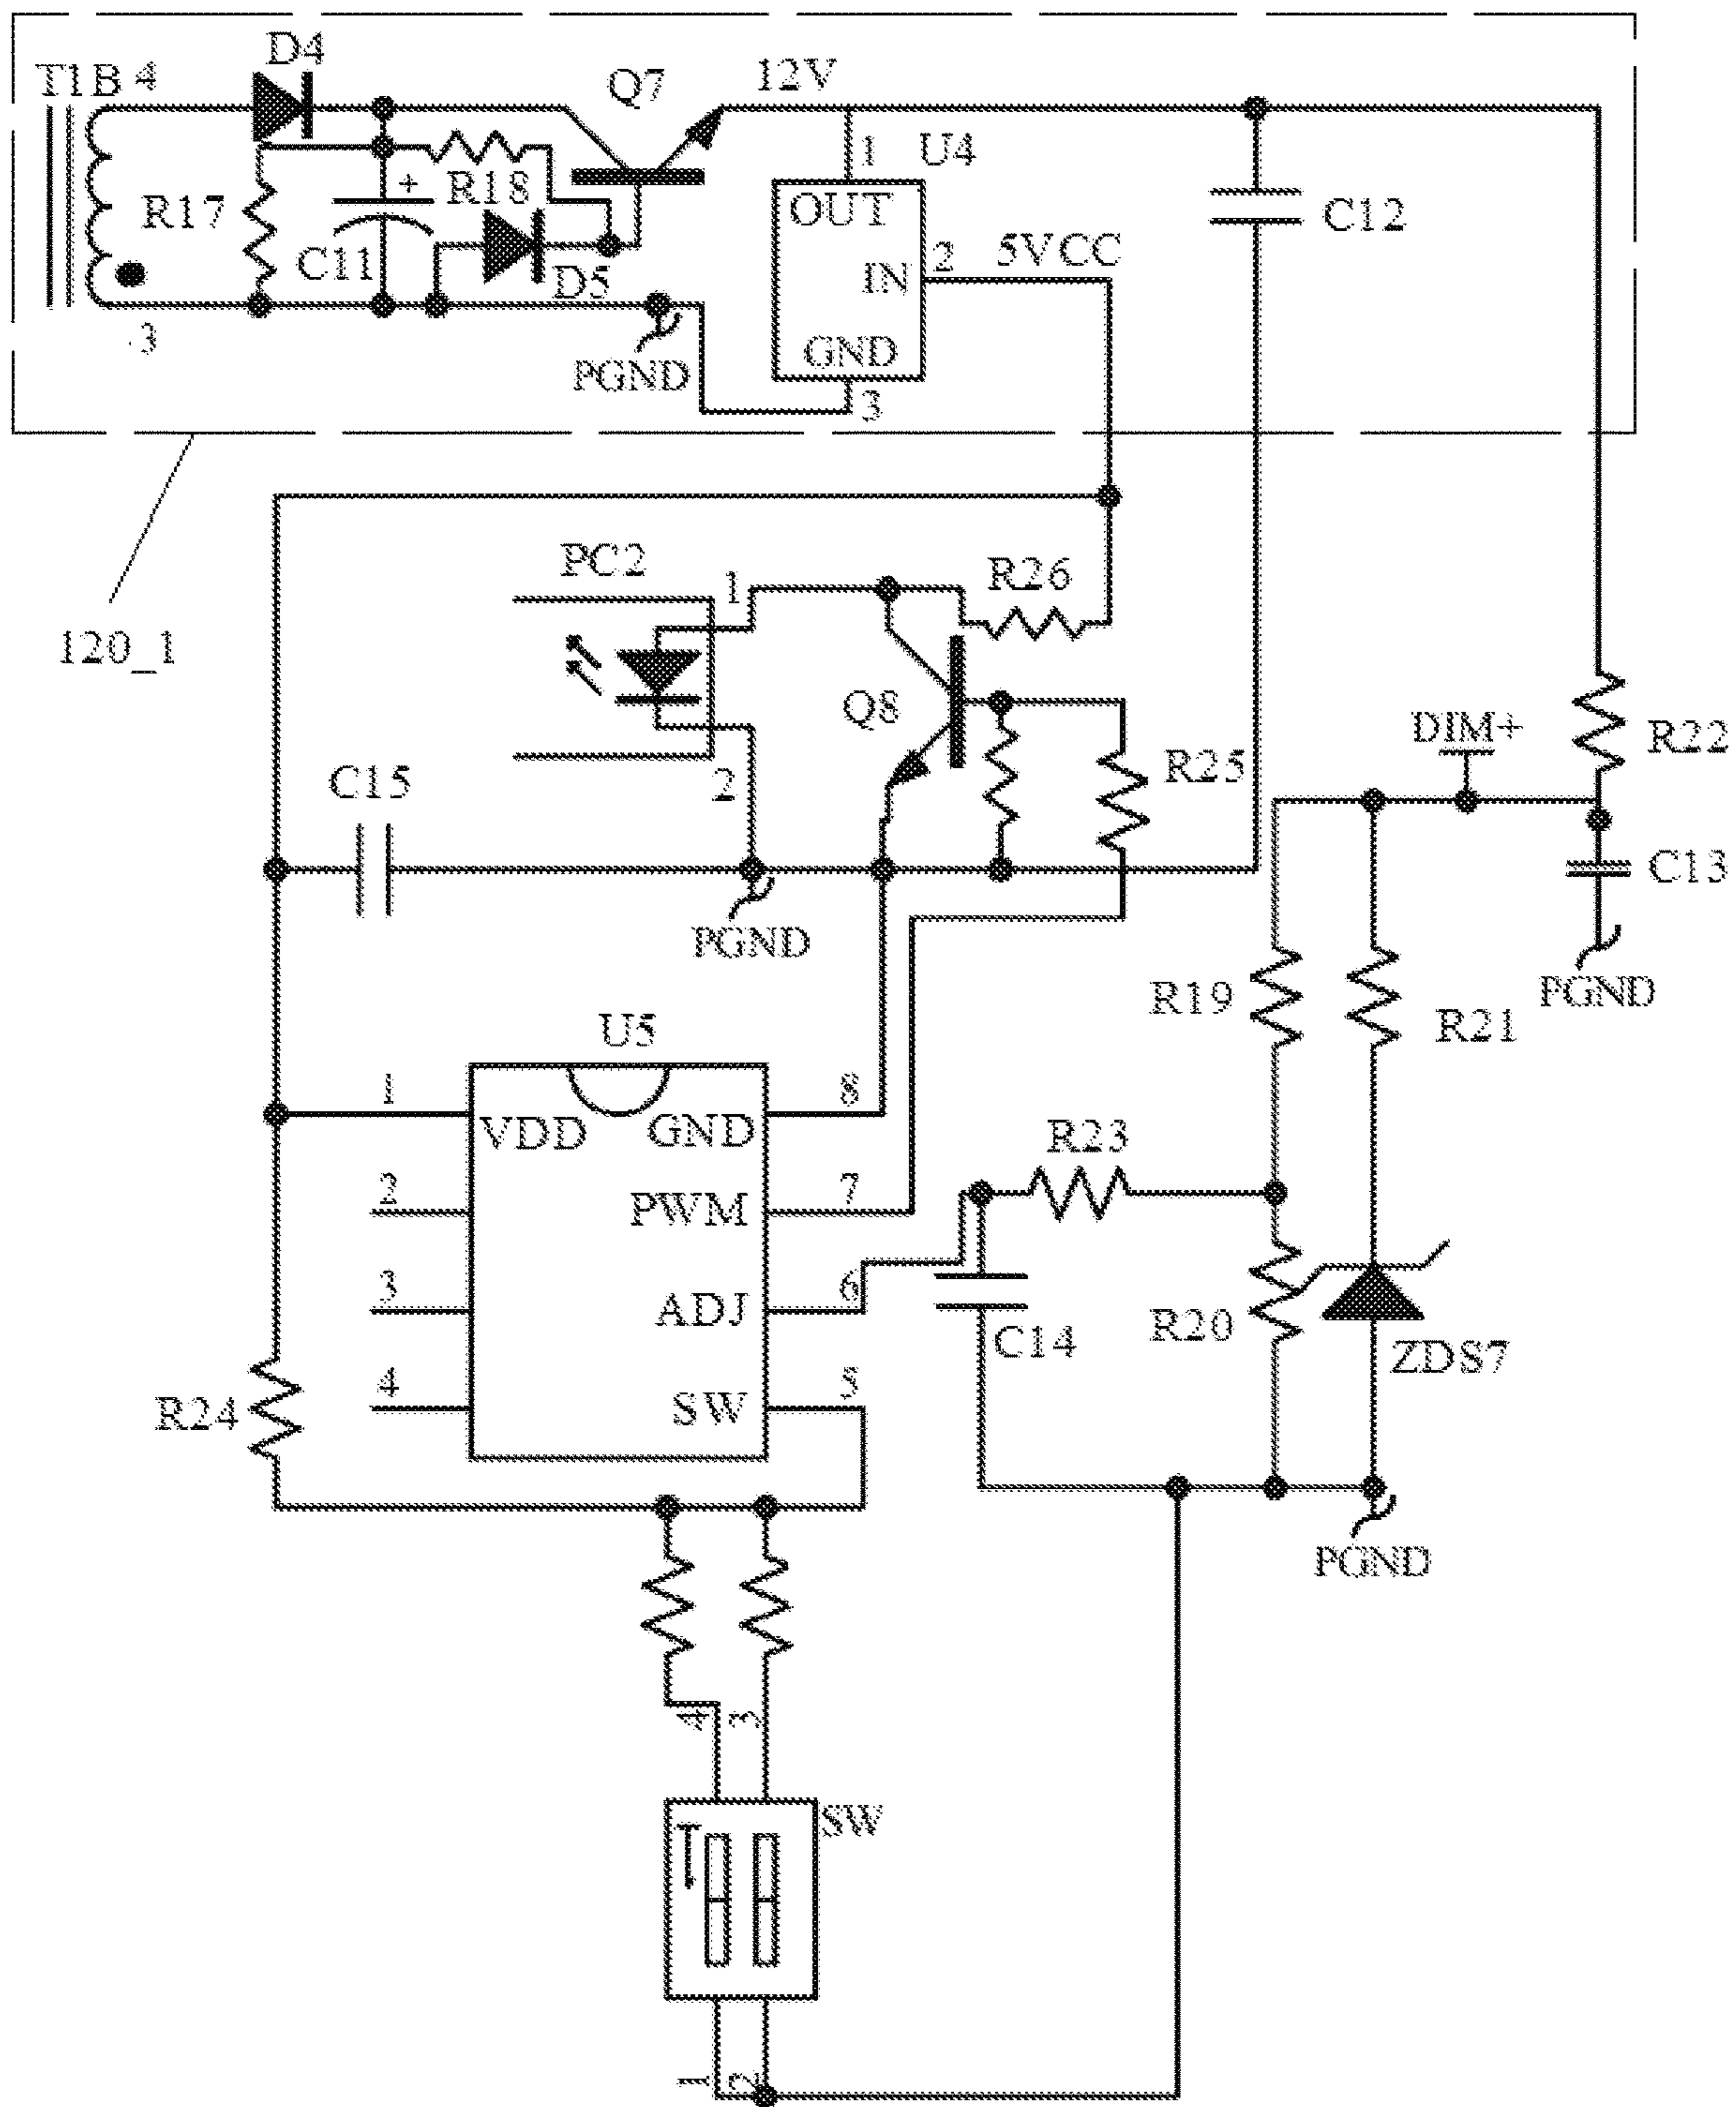 D4
T1B 4
Q7
12V
1
U4
R17
+
R18
OUT
C12
C11
D5
IN
2
5VCC
3
PGND
GND
3
120_1
PC2
1
R26
Q8
DIM+
R22
C15
2
R25
C13
PGND
PGND
R19
R21
U5
1
8
VDD
GND
R23
2
PWM
7
3
ADJ
6
R20
C14
ZDS7
4
SW
5
R24
PGND
4
3
SW
1
2